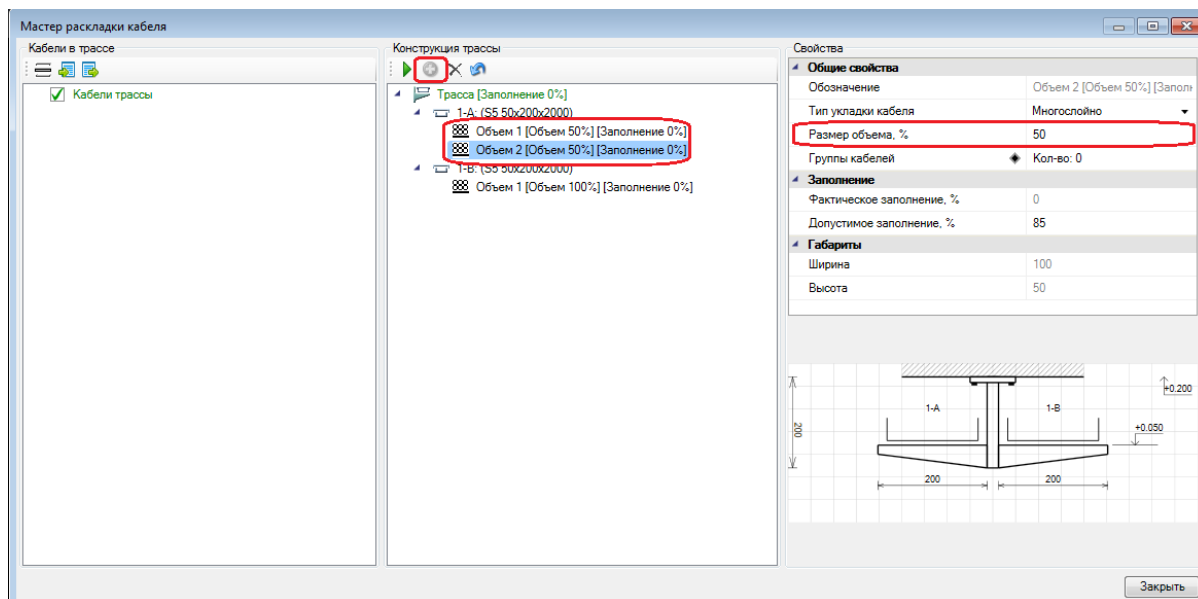 Мастер раскладки кабеля
Кабели в трассе
Кабели трассы
Конструкция трассы
Трасса [Заполнение 0%]
1-A: (S5 50x200x2000)
Объем 1 [Объем 50%] [Заполнение 0%]
Объем 2 [Объем 50%] [Заполнение 0%]
1-B: (S5 50x200x2000)
Объем 1 [Объем 100%] [Заполнение 0%]
Свойства
Общие свойства
Обозначение Объем 2 [Объем 50%] [Заполн
Тип укладки кабеля Многослойно
Размер объема, % 50
Группы кабелей Кол-во: 0
Заполнение
Фактическое заполнение, % 0
Допустимое заполнение, % 85
Габариты
Ширина 100
Высота 50
+0.200
1-A 1-B
+0.050
200
200 200
Закрыть